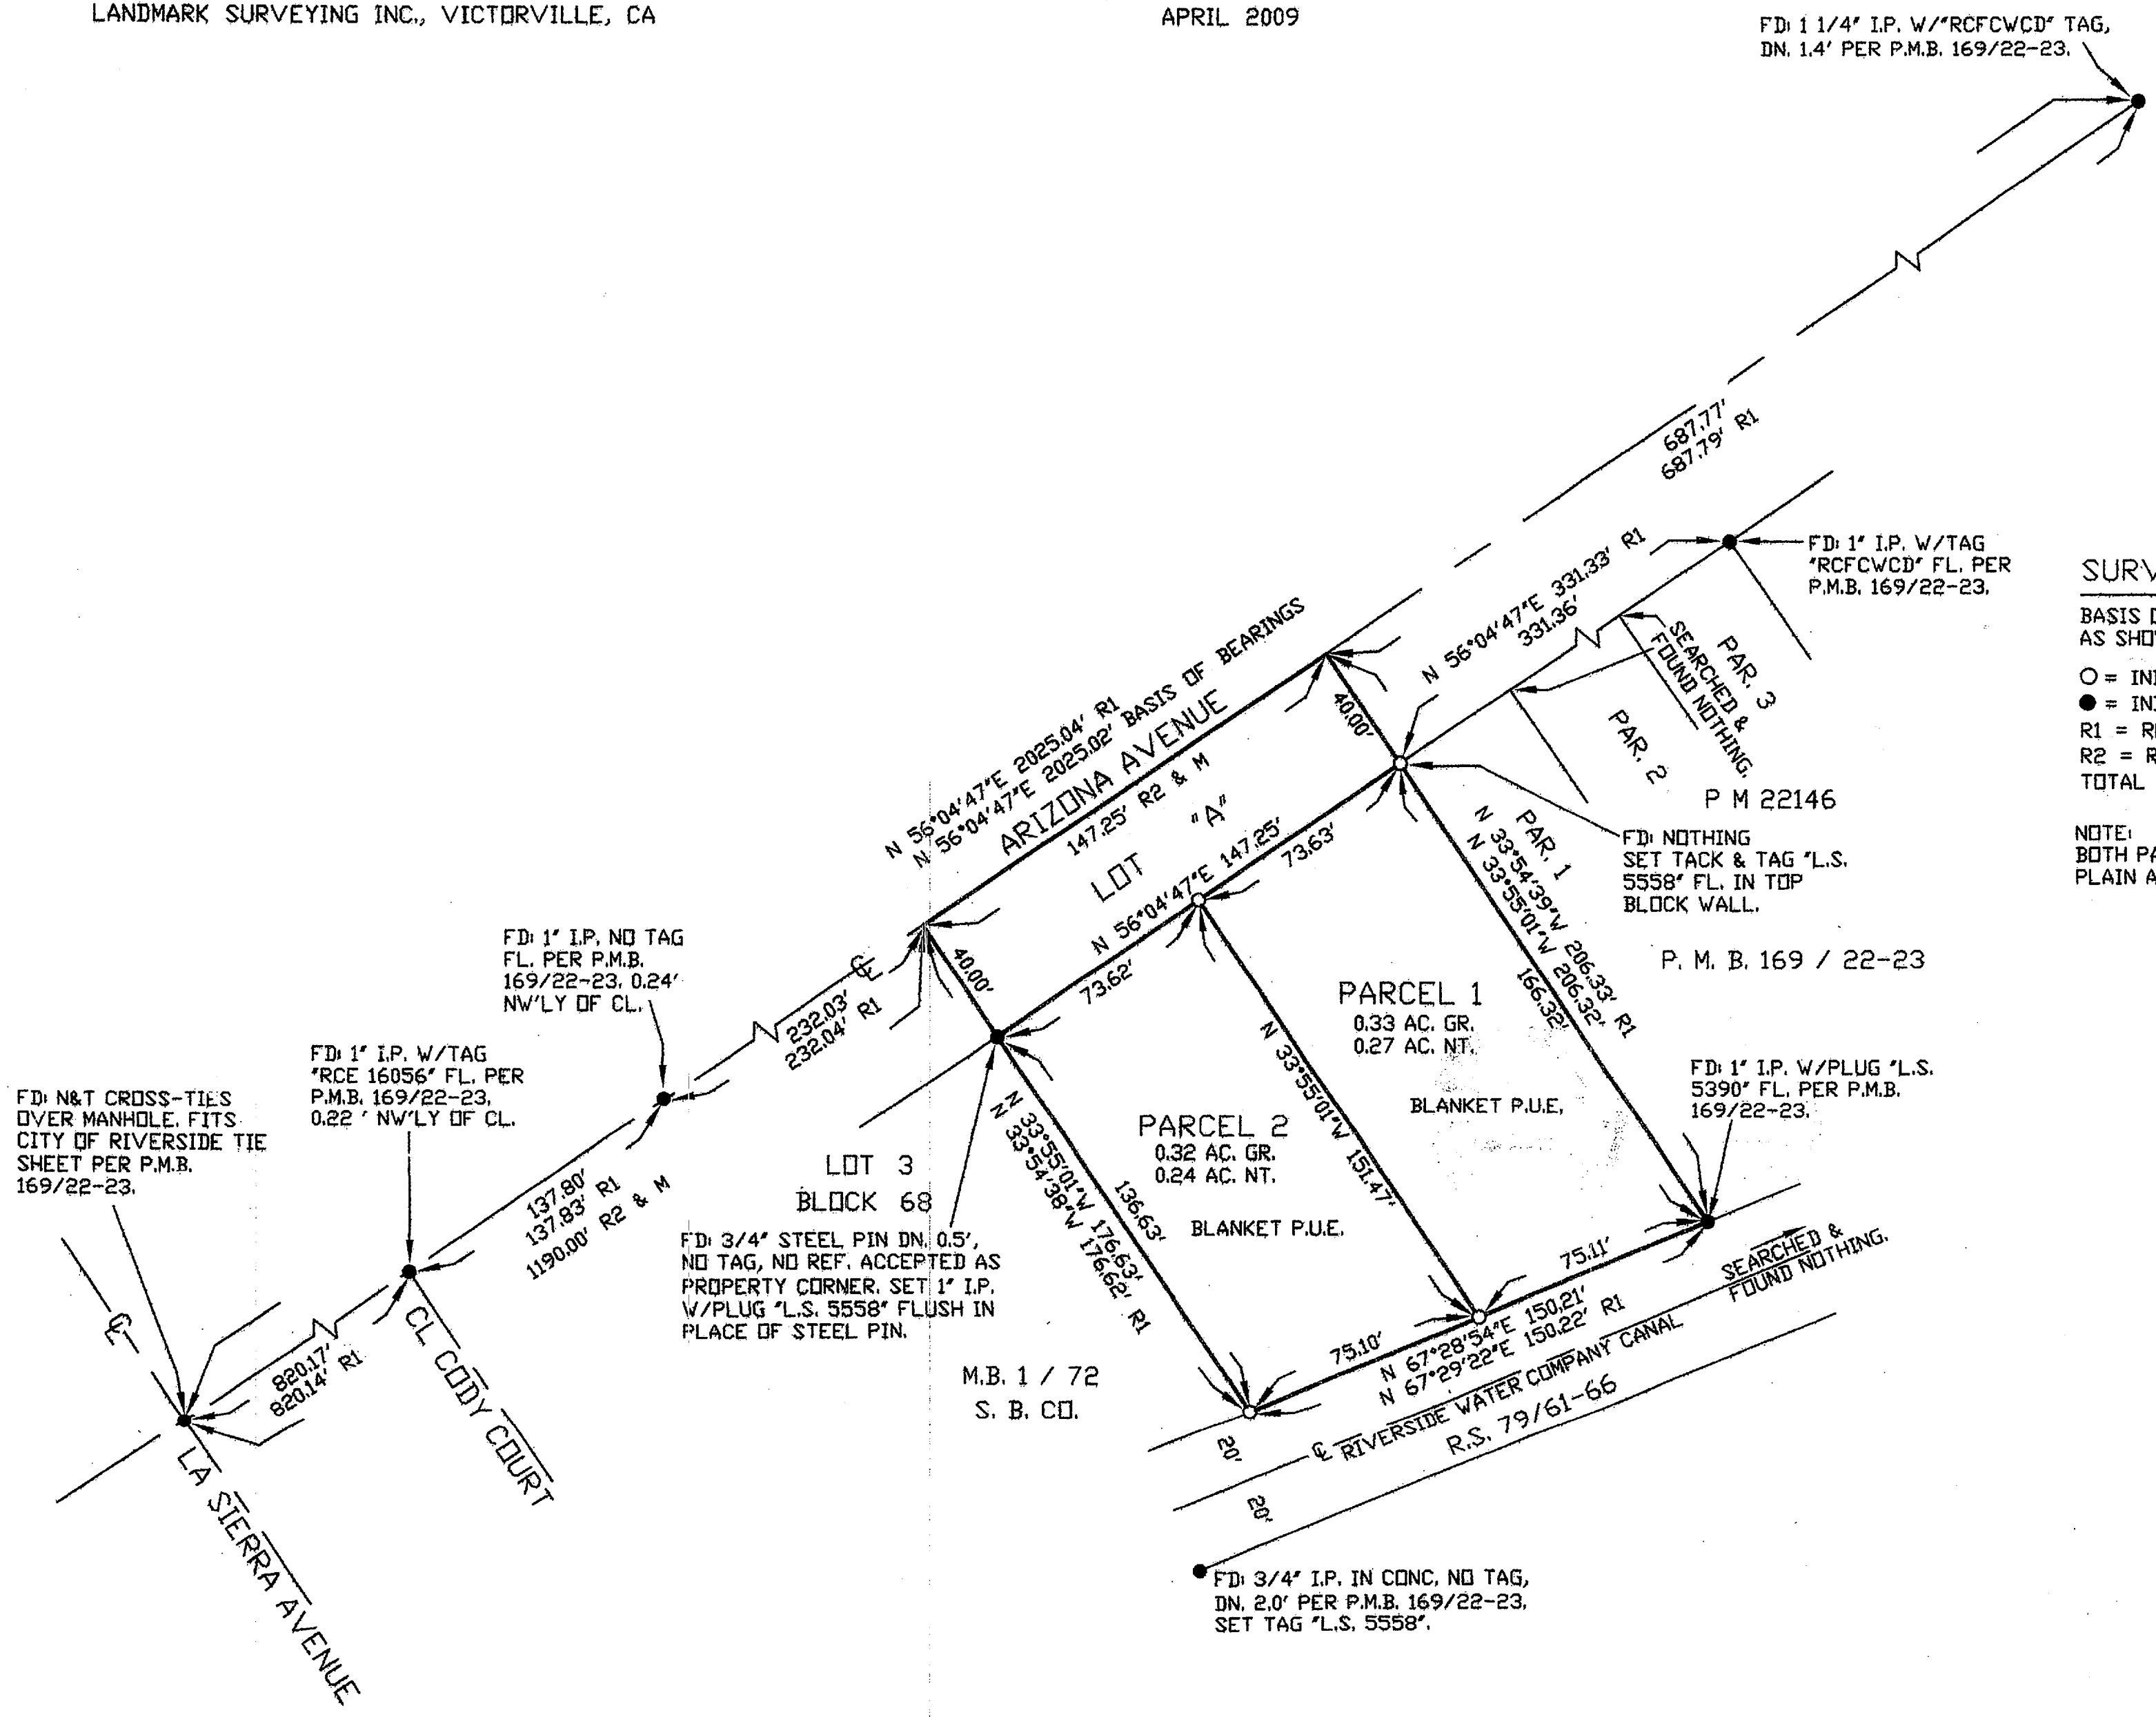 LANDMARK SURVEYING INC., VICTORVILLE, CA
APRIL 2009
FD: 1 1/4" I.P. W/"RCFCWCD" TAG,
DN. 1.4' PER P.M.B. 169/22-23.
687.77'
687.79' R1
N 56°04'47"E 331.33' R1
331.36'
FD: 1" I.P. W/TAG
"RCFCWCD" FL. PER
P.M.B. 169/22-23.
SEARCHED &
FOUND NOTHING.
PAR. 3
PAR. 2
P M 22146
PAR. 1
FD: NOTHING
SET TACK & TAG "L.S.
5558" FL. IN TOP
BLOCK WALL.
P. M. B. 169 / 22-23
BASIS
AS
R1 =
R2 =
TOTAL
NOTE:
BOTH
PLAIN
N 56°04'47"E 2025.04' R1
N 56°04'47"E 2025.02' BASIS OF BEARINGS
ARIZONA AVENUE
147.25' R2 & M
LOT "A"
40.00'
40.00'
N 56°04'47"E 147.25'
73.63'
73.62'
N 33°54'39"W 206.33' R1
N 33°55'01"W 206.32'
166.32'
PARCEL 1
0.33 AC. GR.
0.27 AC. NT.
BLANKET P.U.E.
N 33°55'01"W 151.47'
PARCEL 2
0.32 AC. GR.
0.24 AC. NT.
BLANKET P.U.E.
136.63'
N 33°55'01"W 176.63'
N 33°54'38"W 176.62' R1
FD: 1" I.P. W/PLUG "L.S.
5390" FL. PER P.M.B.
169/22-23.
75.11'
75.10'
N 67°28'54"E 150.21'
N 67°29'22"E 150.22' R1
SEARCHED &
FOUND NOTHING.
20'
20'
℄ RIVERSIDE WATER COMPANY CANAL
R.S. 79/61-66
FD: 3/4" I.P. IN CONC. NO TAG,
DN. 2.0' PER P.M.B. 169/22-23.
SET TAG "L.S. 5558".
FD: 1" I.P. NO TAG
FL. PER P.M.B.
169/22-23. 0.24'
NW'LY OF CL.
℄
232.03'
232.04' R1
FD: 1" I.P. W/TAG
"RCE 16056" FL. PER
P.M.B. 169/22-23.
0.22 ' NW'LY OF CL.
FD: N&T CROSS-TIES
OVER MANHOLE. FITS
CITY OF RIVERSIDE TIE
SHEET PER P.M.B.
169/22-23.
137.80'
137.83' R1
1190.00' R2 & M
LOT 3
BLOCK 68
FD: 3/4" STEEL PIN DN. 0.5',
NO TAG, NO REF. ACCEPTED AS
PROPERTY CORNER. SET 1" I.P.
W/PLUG "L.S. 5558" FLUSH IN
PLACE OF STEEL PIN.
M.B. 1 / 72
S. B. CO.
℄
820.17'
820.14' R1
CL CODY COURT
LA SIERRA AVENUE